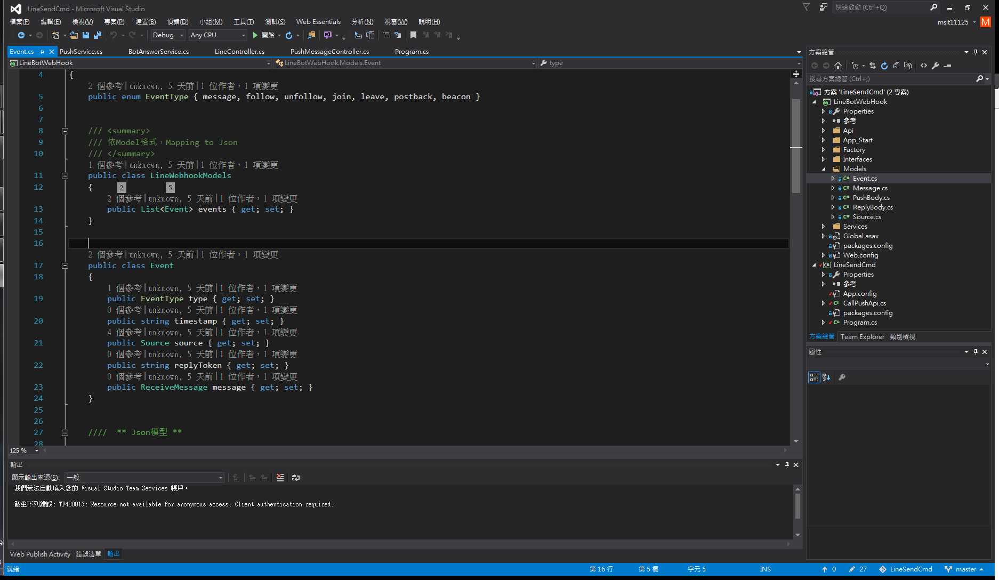 LineSendCmd - Microsoft Visual Studio
快速啟動 (Ctrl+Q)
檔案(F) 編輯(E) 檢視(V) 專案(P) 建置(B) 偵錯(D) 小組(M) 工具(T) 測試(S) Web Essentials 分析(N) 視窗(W) 說明(H)
msit11125 M
Debug Any CPU 開始
Event.cs PushService.cs BotAnswerService.cs LineController.cs PushMessageController.cs Program.cs
LineBotWebHook LineBotWebHook.Models.Event type
4 {
2 個參考|unknown, 5 天前|1 位作者，1 項變更
5 public enum EventType { message, follow, unfollow, join, leave, postback, beacon }
6
7
8 /// <summary>
9 /// 依Model格式，Mapping to Json
10 /// </summary>
1 個參考|unknown, 5 天前|1 位作者，1 項變更
11 public class LineWebhookModels
12 { 2 5
2 個參考|unknown, 5 天前|1 位作者，1 項變更
13 public List<Event> events { get; set; }
14 }
15
16
2 個參考|unknown, 5 天前|1 位作者，1 項變更
17 public class Event
18 {
1 個參考|unknown, 5 天前|1 位作者，1 項變更
19 public EventType type { get; set; }
0 個參考|unknown, 5 天前|1 位作者，1 項變更
20 public string timestamp { get; set; }
4 個參考|unknown, 5 天前|1 位作者，1 項變更
21 public Source source { get; set; }
0 個參考|unknown, 5 天前|1 位作者，1 項變更
22 public string replyToken { get; set; }
0 個參考|unknown, 5 天前|1 位作者，1 項變更
23 public ReceiveMessage message { get; set; }
24 }
25
26
27 //// ** Json模型 **
28
125 %
輸出
顯示輸出來源(S): 一般
我們無法自動填入您的 Visual Studio Team Services 帳戶。
發生下列錯誤: TF400813: Resource not available for anonymous access. Client authentication required.
Web Publish Activity 錯誤清單 輸出
方案總管
搜尋方案總管 (Ctrl+;)
方案 'LineSendCmd' (2 專案)
LineBotWebHook
Properties
參考
Api
App_Start
Factory
Interfaces
Models
C# Event.cs
C# Message.cs
C# PushBody.cs
C# ReplyBody.cs
C# Source.cs
Services
Global.asax
packages.config
Web.config
C# LineSendCmd
Properties
參考
App.config
C# CallPushApi.cs
packages.config
C# Program.cs
方案總管 Team Explorer 類別檢視
屬性
就緒 第 16 行 第 5 欄 字元 5 INS 0 27 LineSendCmd master